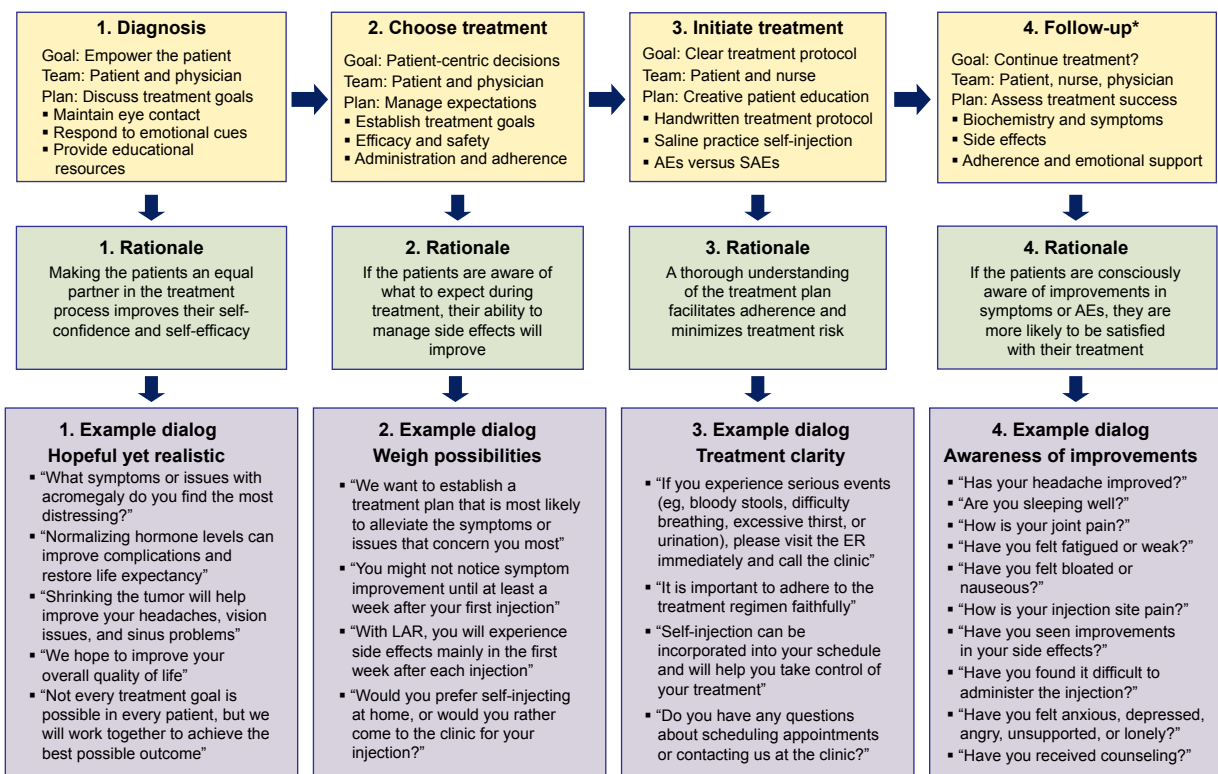 1. Diagnosis
Goal: Empower the patient
Team: Patient and physician
Plan: Discuss treatment goals
▪ Maintain eye contact
▪ Respond to emotional cues
▪ Provide educational
resources
2. Choose treatment
Goal: Patient-centric decisions
Team: Patient and physician
Plan: Manage expectations
▪ Establish treatment goals
▪ Efficacy and safety
▪ Administration and adherence
3. Initiate treatment
Goal: Clear treatment protocol
Team: Patient and nurse
Plan: Creative patient education
▪ Handwritten treatment protocol
▪ Saline practice self-injection
▪ AEs versus SAEs
4. Follow-up*
Goal: Continue treatment?
Team: Patient, nurse, physician
Plan: Assess treatment success
▪ Biochemistry and symptoms
▪ Side effects
▪ Adherence and emotional support
1. Rationale
Making the patients an equal
partner in the treatment
process improves their self-
confidence and self-efficacy
2. Rationale
If the patients are aware of
what to expect during
treatment, their ability to
manage side effects will
improve
3. Rationale
A thorough understanding
of the treatment plan
facilitates adherence and
minimizes treatment risk
4. Rationale
If the patients are consciously
aware of improvements in
symptoms or AEs, they are
more likely to be satisfied
with their treatment
1. Example dialog
Hopeful yet realistic
▪ “What symptoms or issues with
acromegaly do you find the most
distressing?”
▪ “Normalizing hormone levels can
improve complications and
restore life expectancy”
▪ “Shrinking the tumor will help
improve your headaches, vision
issues, and sinus problems”
▪ “We hope to improve your
overall quality of life”
▪ “Not every treatment goal is
possible in every patient, but we
will work together to achieve the
best possible outcome”
2. Example dialog
Weigh possibilities
▪ “We want to establish a
treatment plan that is most likely
to alleviate the symptoms or
issues that concern you most”
▪ “You might not notice symptom
improvement until at least a
week after your first injection”
▪ “With LAR, you will experience
side effects mainly in the first
week after each injection”
▪ “Would you prefer self-injecting
at home, or would you rather
come to the clinic for your
injection?”
3. Example dialog
Treatment clarity
▪ “If you experience serious events
(eg, bloody stools, difficulty
breathing, excessive thirst, or
urination), please visit the ER
immediately and call the clinic”
▪ “It is important to adhere to the
treatment regimen faithfully”
▪ “Self-injection can be
incorporated into your schedule
and will help you take control of
your treatment”
▪ “Do you have any questions
about scheduling appointments
or contacting us at the clinic?”
4. Example dialog
Awareness of improvements
▪ “Has your headache improved?”
▪ “Are you sleeping well?”
▪ “How is your joint pain?”
▪ “Have you felt fatigued or weak?”
▪ “Have you felt bloated or
nauseous?”
▪ “How is your injection site pain?”
▪ “Have you seen improvements
in your side effects?”
▪ “Have you found it difficult to
administer the injection?”
▪ “Have you felt anxious, depressed,
angry, unsupported, or lonely?”
▪ “Have you received counseling?”